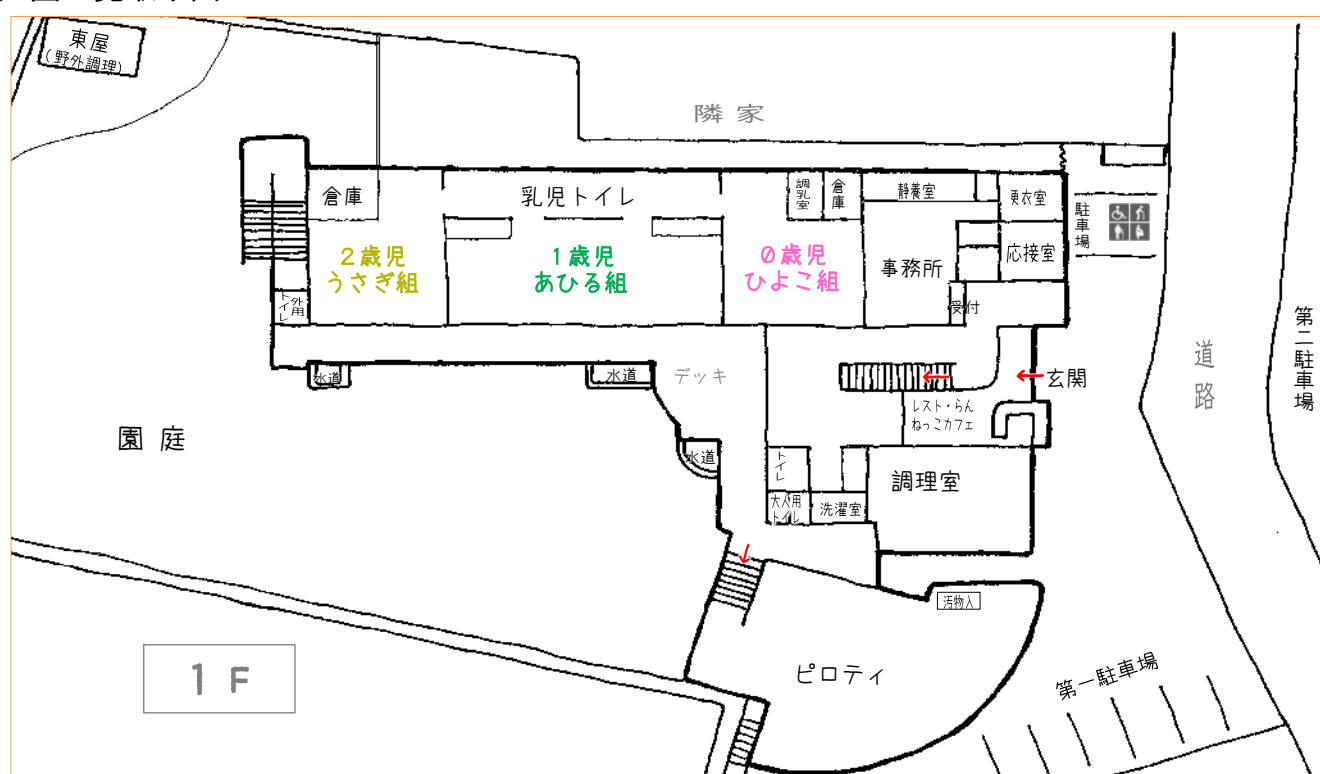 東屋
(野外調理)
隣家
倉庫
乳児トイレ
調乳室
倉庫
静養室
更衣室
駐車場
2歳児
うさぎ組
1歳児
あひる組
0歳児
ひよこ組
事務所
応接室
外用
トイレ
受付
水道
水道
デッキ
玄関
道路
第二駐車場
レスト・らん
ねっこカフェ
園庭
水道
トイレ
調理室
大人用
トイレ
洗濯室
汚物入
1F
ピロティ
第一駐車場